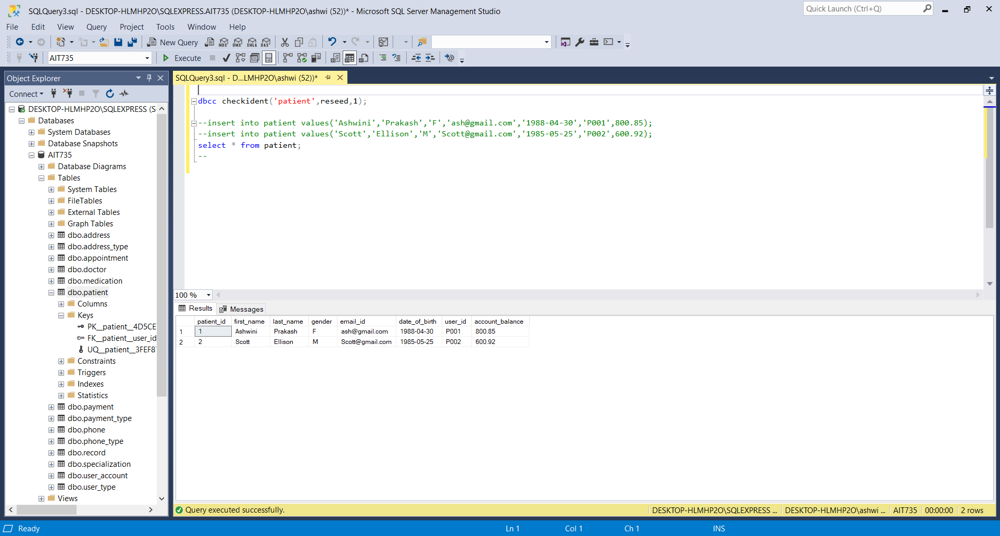 SQLQuery3.sql - DESKTOP-HLMHP2O\SQLEXPRESS.AIT735 (DESKTOP-HLMHP2O\ashwi (52))* - Microsoft SQL Server Management Studio
Quick Launch (Ctrl+Q)
File Edit View Query Project Tools Window Help
New Query MDX DMX XMLA DAX
AIT735 Execute
Object Explorer
Connect
DESKTOP-HLMHP2O\SQLEXPRESS (S
Databases
System Databases
Database Snapshots
AIT735
Database Diagrams
Tables
System Tables
FileTables
External Tables
Graph Tables
dbo.address
dbo.address_type
dbo.appointment
dbo.doctor
dbo.medication
dbo.patient
Columns
Keys
PK__patient__4D5CE
FK__patient__user_id
UQ__patient__3FEF8
Constraints
Triggers
Indexes
Statistics
dbo.payment
dbo.payment_type
dbo.phone
dbo.phone_type
dbo.record
dbo.specialization
dbo.user_account
dbo.user_type
Views
SQLQuery3.sql - D...LMHP2O\ashwi (52))*
dbcc checkident('patient',reseed,1);
--insert into patient values('Ashwini','Prakash','F','ash@gmail.com','1988-04-30','P001',800.85);
--insert into patient values('Scott','Ellison','M','Scott@gmail.com','1985-05-25','P002',600.92);
select * from patient;
--
100 %
Results Messages
patient_id first_name last_name gender email_id date_of_birth user_id account_balance
1 1 Ashwini Prakash F ash@gmail.com 1988-04-30 P001 800.85
2 2 Scott Ellison M Scott@gmail.com 1985-05-25 P002 600.92
Query executed successfully. DESKTOP-HLMHP2O\SQLEXPRESS ... DESKTOP-HLMHP2O\ashwi ... AIT735 00:00:00 2 rows
Ready Ln 1 Col 1 Ch 1 INS